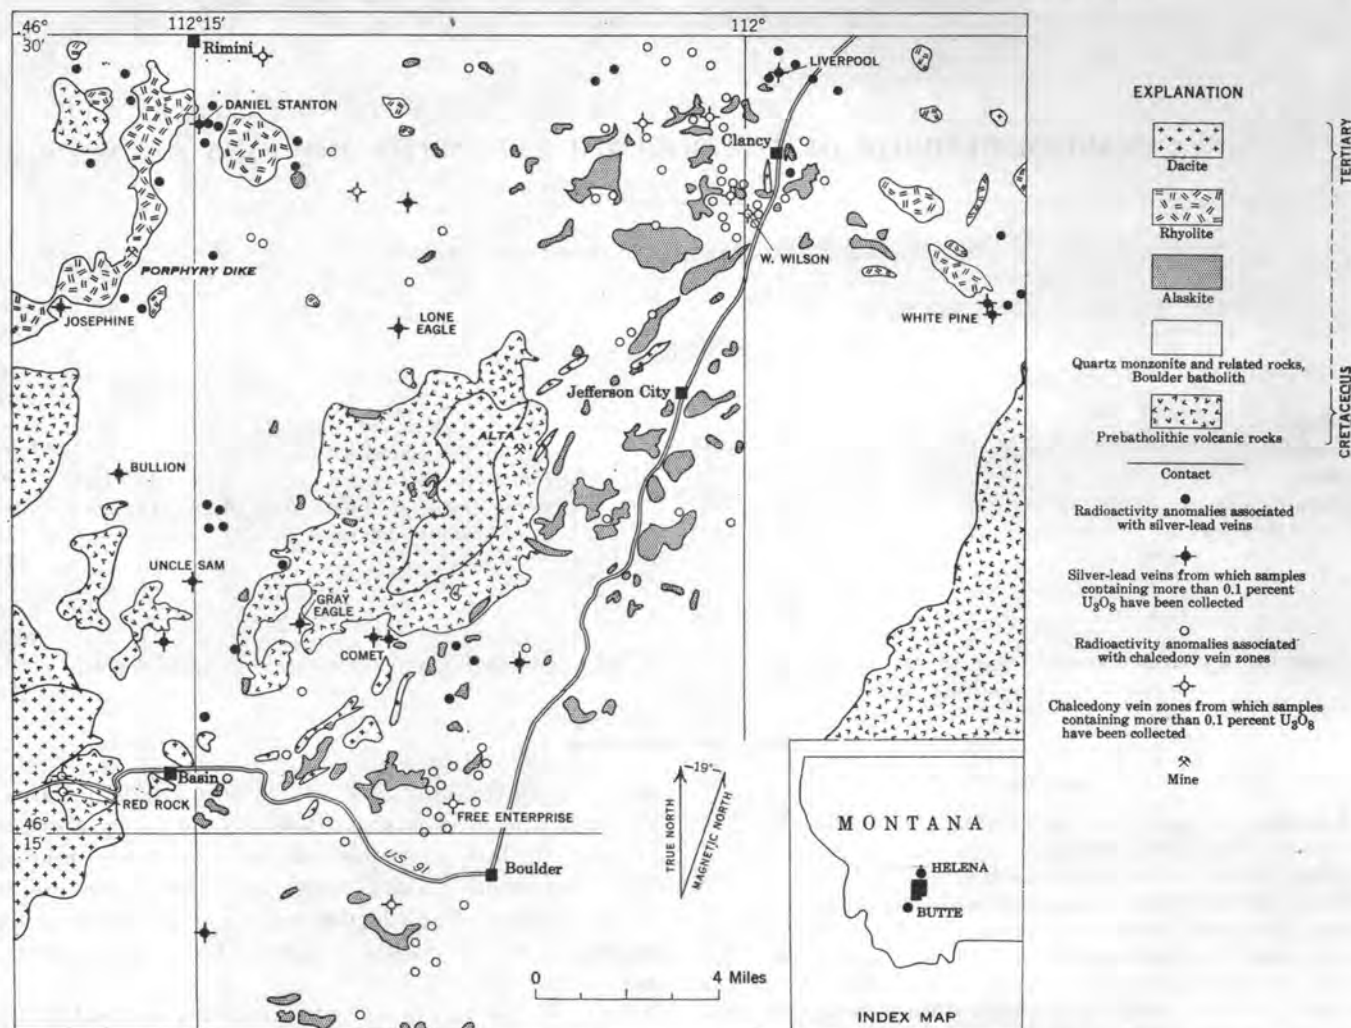 46°
30'
112°15'
112°
Rimini
LIVERPOOL
DANIEL STANTON
Clancy
PORPHYRY DIKE
W. WILSON
JOSEPHINE
LONE
EAGLE
WHITE PINE
Jefferson City
ALTA
BULLION
UNCLE SAM
GRAY
EAGLE
COMET
Basin
RED ROCK
FREE ENTERPRISE
46°
15'
US 91
Boulder
TRUE NORTH
19°
MAGNETIC NORTH
0 4 Miles
MONTANA
HELENA
BUTTE
INDEX MAP
EXPLANATION
Dacite
Rhyolite
Alaskite
Quartz monzonite and related rocks,
Boulder batholith
Prebatholithic volcanic rocks
TERTIARY
CRETACEOUS
Contact
Radioactivity anomalies associated
with silver-lead veins
Silver-lead veins from which samples
containing more than 0.1 percent
U3O8 have been collected
Radioactivity anomalies associated
with chalcedony vein zones
Chalcedony vein zones from which samples
containing more than 0.1 percent U3O8
have been collected
Mine